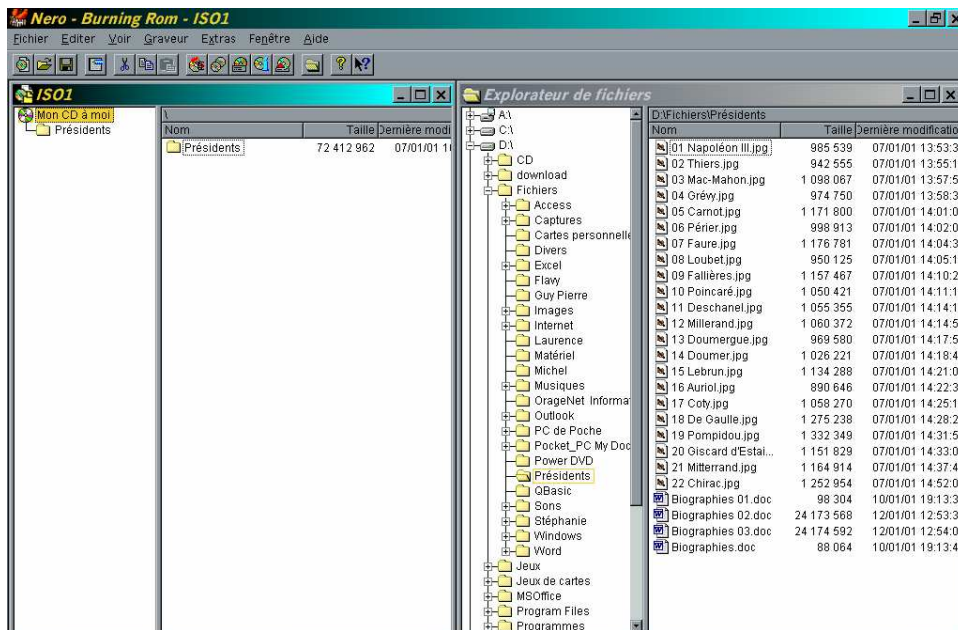 Nero - Burning Rom - ISO1
Fichier Editer Voir Graveur Extras Fenêtre Aide
ISO1
Mon CD à moi
Présidents
\
Nom Taille Dernière modi
Présidents 72 412 962 07/01/01 1
Explorateur de fichiers
A:\
C:\
D:\
CD
download
Fichiers
Access
Captures
Cartes personnelle
Divers
Excel
Flavy
Guy Pierre
Images
Internet
Laurence
Matériel
Michel
Musiques
OrageNet Informa
Outlook
PC de Poche
Pocket_PC My Doc
Power DVD
Présidents
QBasic
Sons
Stéphanie
Windows
Word
Jeux
Jeux de cartes
MSOffice
Program Files
Programmes
D:\Fichiers\Présidents
Nom Taille Dernière modificatio
01 Napoléon III.jpg 985 539 07/01/01 13:53:3
02 Thiers.jpg 942 555 07/01/01 13:55:1
03 Mac-Mahon.jpg 1 098 067 07/01/01 13:57:5
04 Grévy.jpg 974 750 07/01/01 13:58:3
05 Carnot.jpg 1 171 800 07/01/01 14:01:0
06 Périer.jpg 998 913 07/01/01 14:02:0
07 Faure.jpg 1 176 781 07/01/01 14:04:3
08 Loubet.jpg 950 125 07/01/01 14:05:1
09 Fallières.jpg 1 157 467 07/01/01 14:10:2
10 Poincaré.jpg 1 050 421 07/01/01 14:11:1
11 Deschanel.jpg 1 055 355 07/01/01 14:14:1
12 Millerand.jpg 1 060 372 07/01/01 14:14:5
13 Doumergue.jpg 969 580 07/01/01 14:17:5
14 Doumer.jpg 1 026 221 07/01/01 14:18:4
15 Lebrun.jpg 1 134 288 07/01/01 14:21:0
16 Auriol.jpg 890 646 07/01/01 14:22:3
17 Coty.jpg 1 058 270 07/01/01 14:25:1
18 De Gaulle.jpg 1 275 238 07/01/01 14:28:2
19 Pompidou.jpg 1 332 349 07/01/01 14:31:5
20 Giscard d'Estai... 1 151 829 07/01/01 14:33:0
21 Mitterrand.jpg 1 164 914 07/01/01 14:37:4
22 Chirac.jpg 1 252 954 07/01/01 14:52:0
Biographies 01.doc 98 304 10/01/01 19:13:3
Biographies 02.doc 24 173 568 12/01/01 12:53:3
Biographies 03.doc 24 174 592 12/01/01 12:54:0
Biographies.doc 88 064 10/01/01 19:13:4